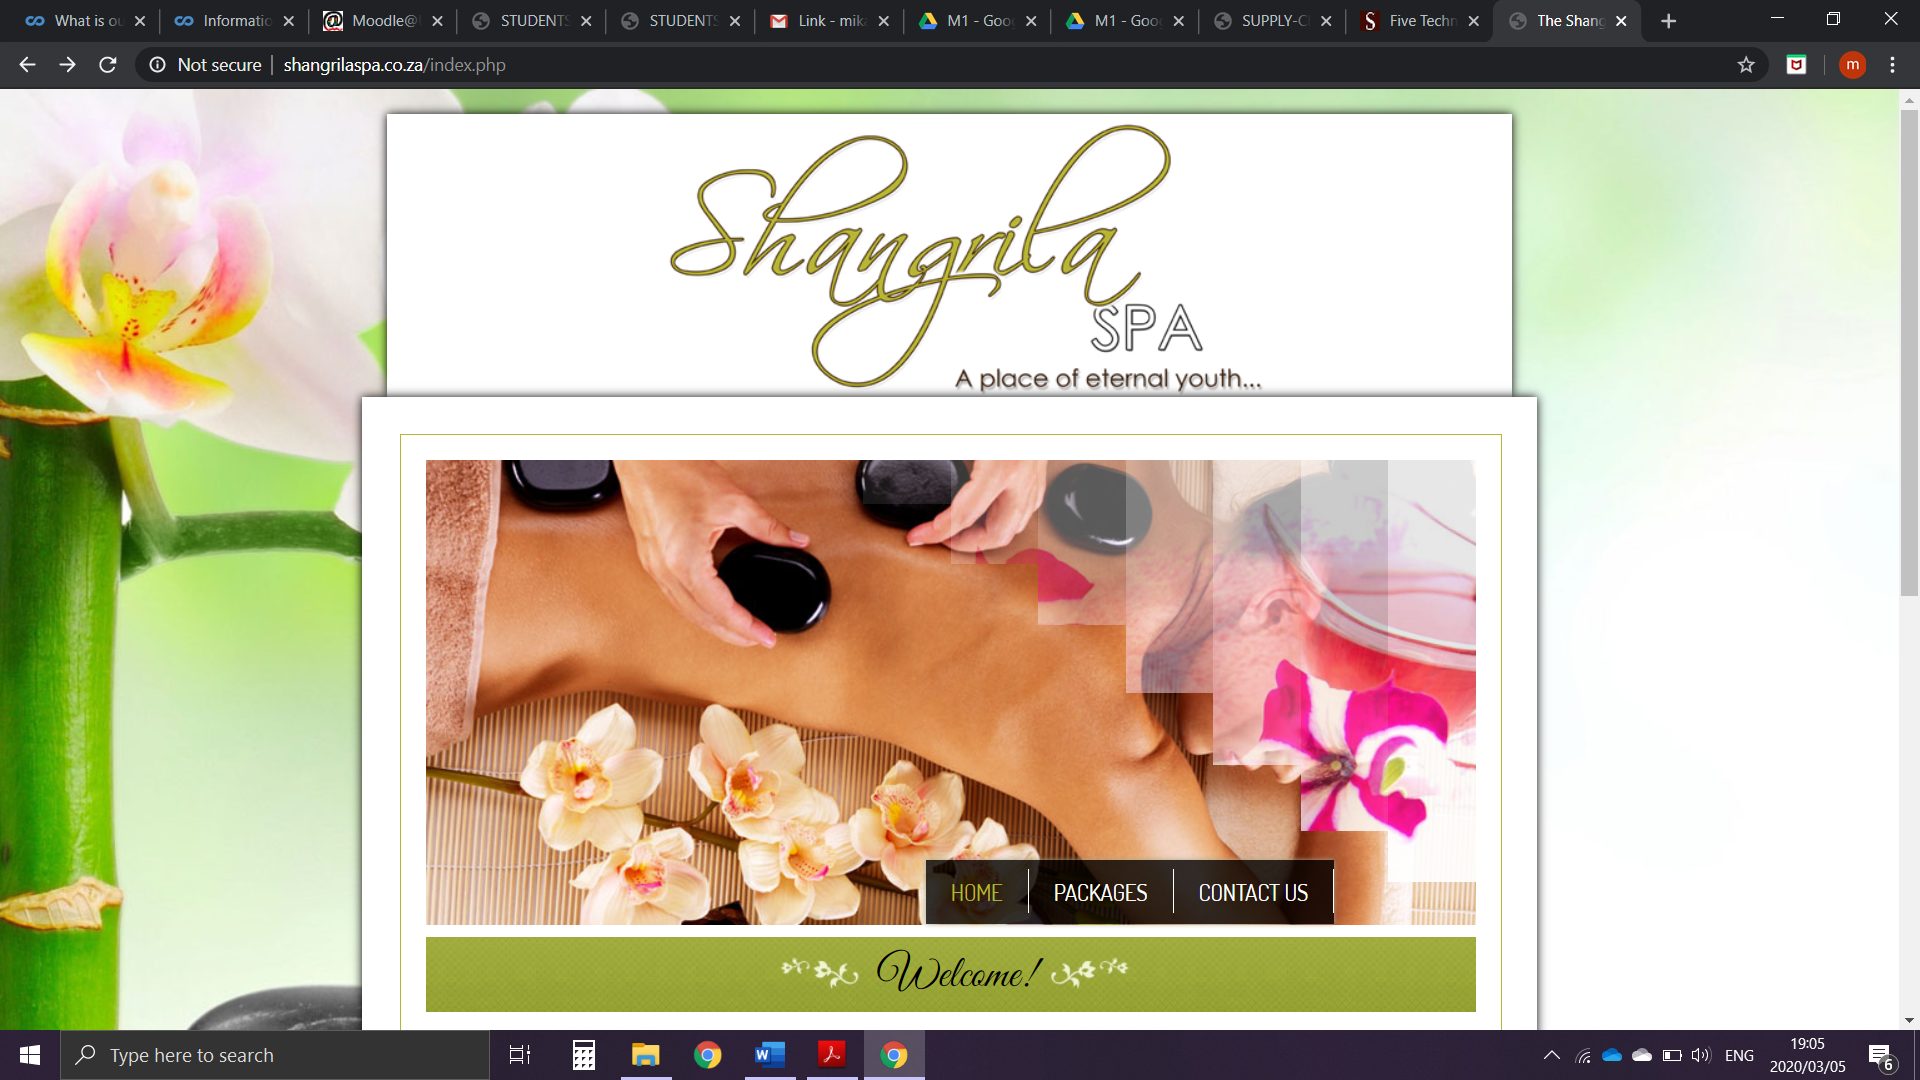 What is ou
Informatio
Moodle@
STUDENTS
STUDENTS
Link - mika
M1 - Goo
M1 - Goo
SUPPLY-C
Five Techn
The Shang
Not secure
shangrilaspa.co.za/index.php
m
Shangrila
SPA
A place of eternal youth...
HOME
PACKAGES
CONTACT US
Welcome!
Type here to search
ENG
19:05
2020/03/05
6